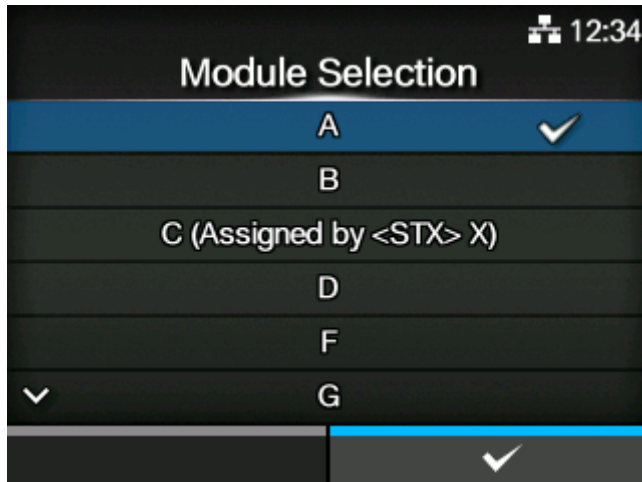 12:34
Module Selection
A
B
C (Assigned by <STX> X)
D
F
G